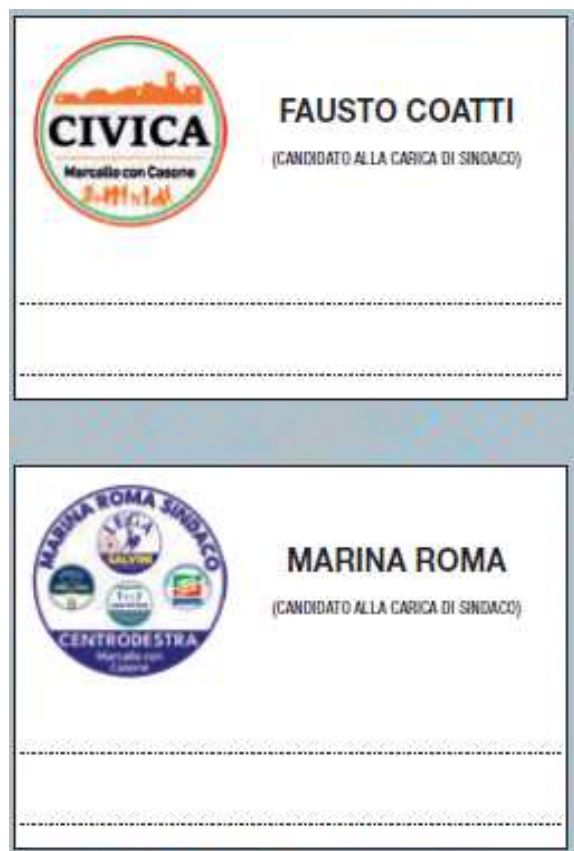 CIVICA
Marcallo con Casone
FAUSTO COATTI
(CANDIDATO ALLA CARICA DI SINDACO)
MARINA ROMA SINDACO
LEGA
SALVINI
CENTRODESTRA
Marcallo con
Casone
MARINA ROMA
(CANDIDATO ALLA CARICA DI SINDACO)